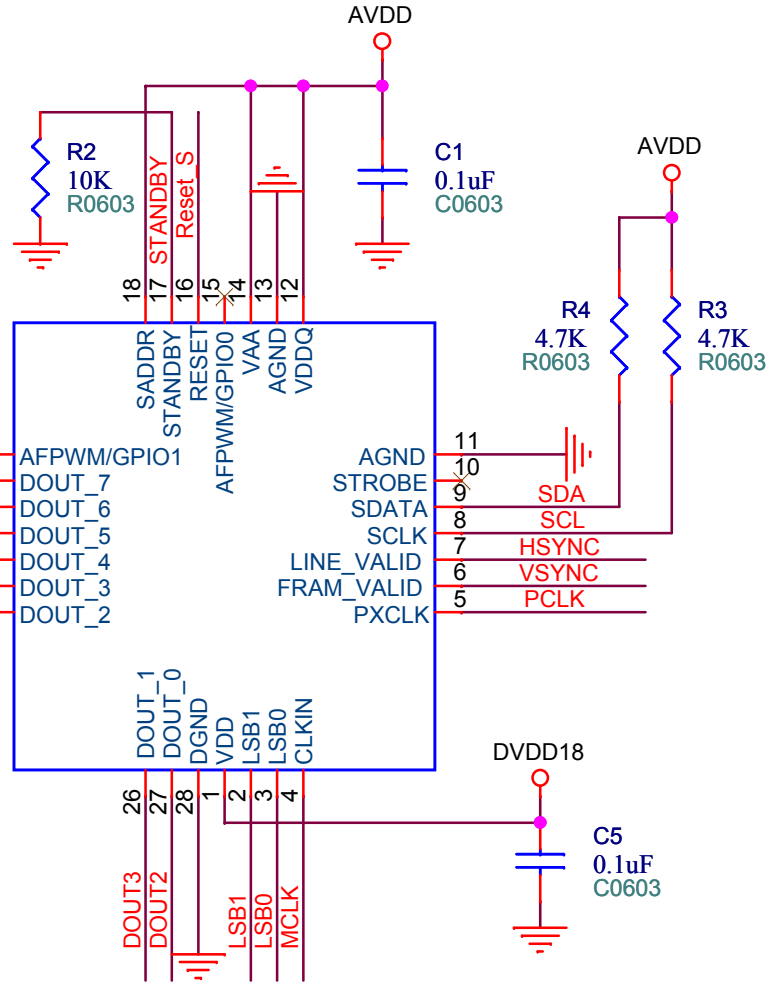 AVDD
R2
10K
R0603
STANDBY
Reset_S
C1
0.1uF
C0603
AVDD
18
17
16
15
14
13
12
R4
4.7K
R0603
R3
4.7K
R0603
SADDR
STANDBY
RESET
AFPWM/GPIO0
VAA
AGND
VDDQ
AFPWM/GPIO1
DOUT_7
DOUT_6
DOUT_5
DOUT_4
DOUT_3
DOUT_2
AGND
STROBE
SDATA
SCLK
LINE_VALID
FRAM_VALID
PXCLK
11
10
9
8
7
6
5
SDA
SCL
HSYNC
VSYNC
PCLK
DOUT_1
DOUT_0
DGND
VDD
LSB1
LSB0
CLKIN
26
27
28
1
2
3
4
DVDD18
C5
0.1uF
C0603
DOUT3
DOUT2
LSB1
LSB0
MCLK